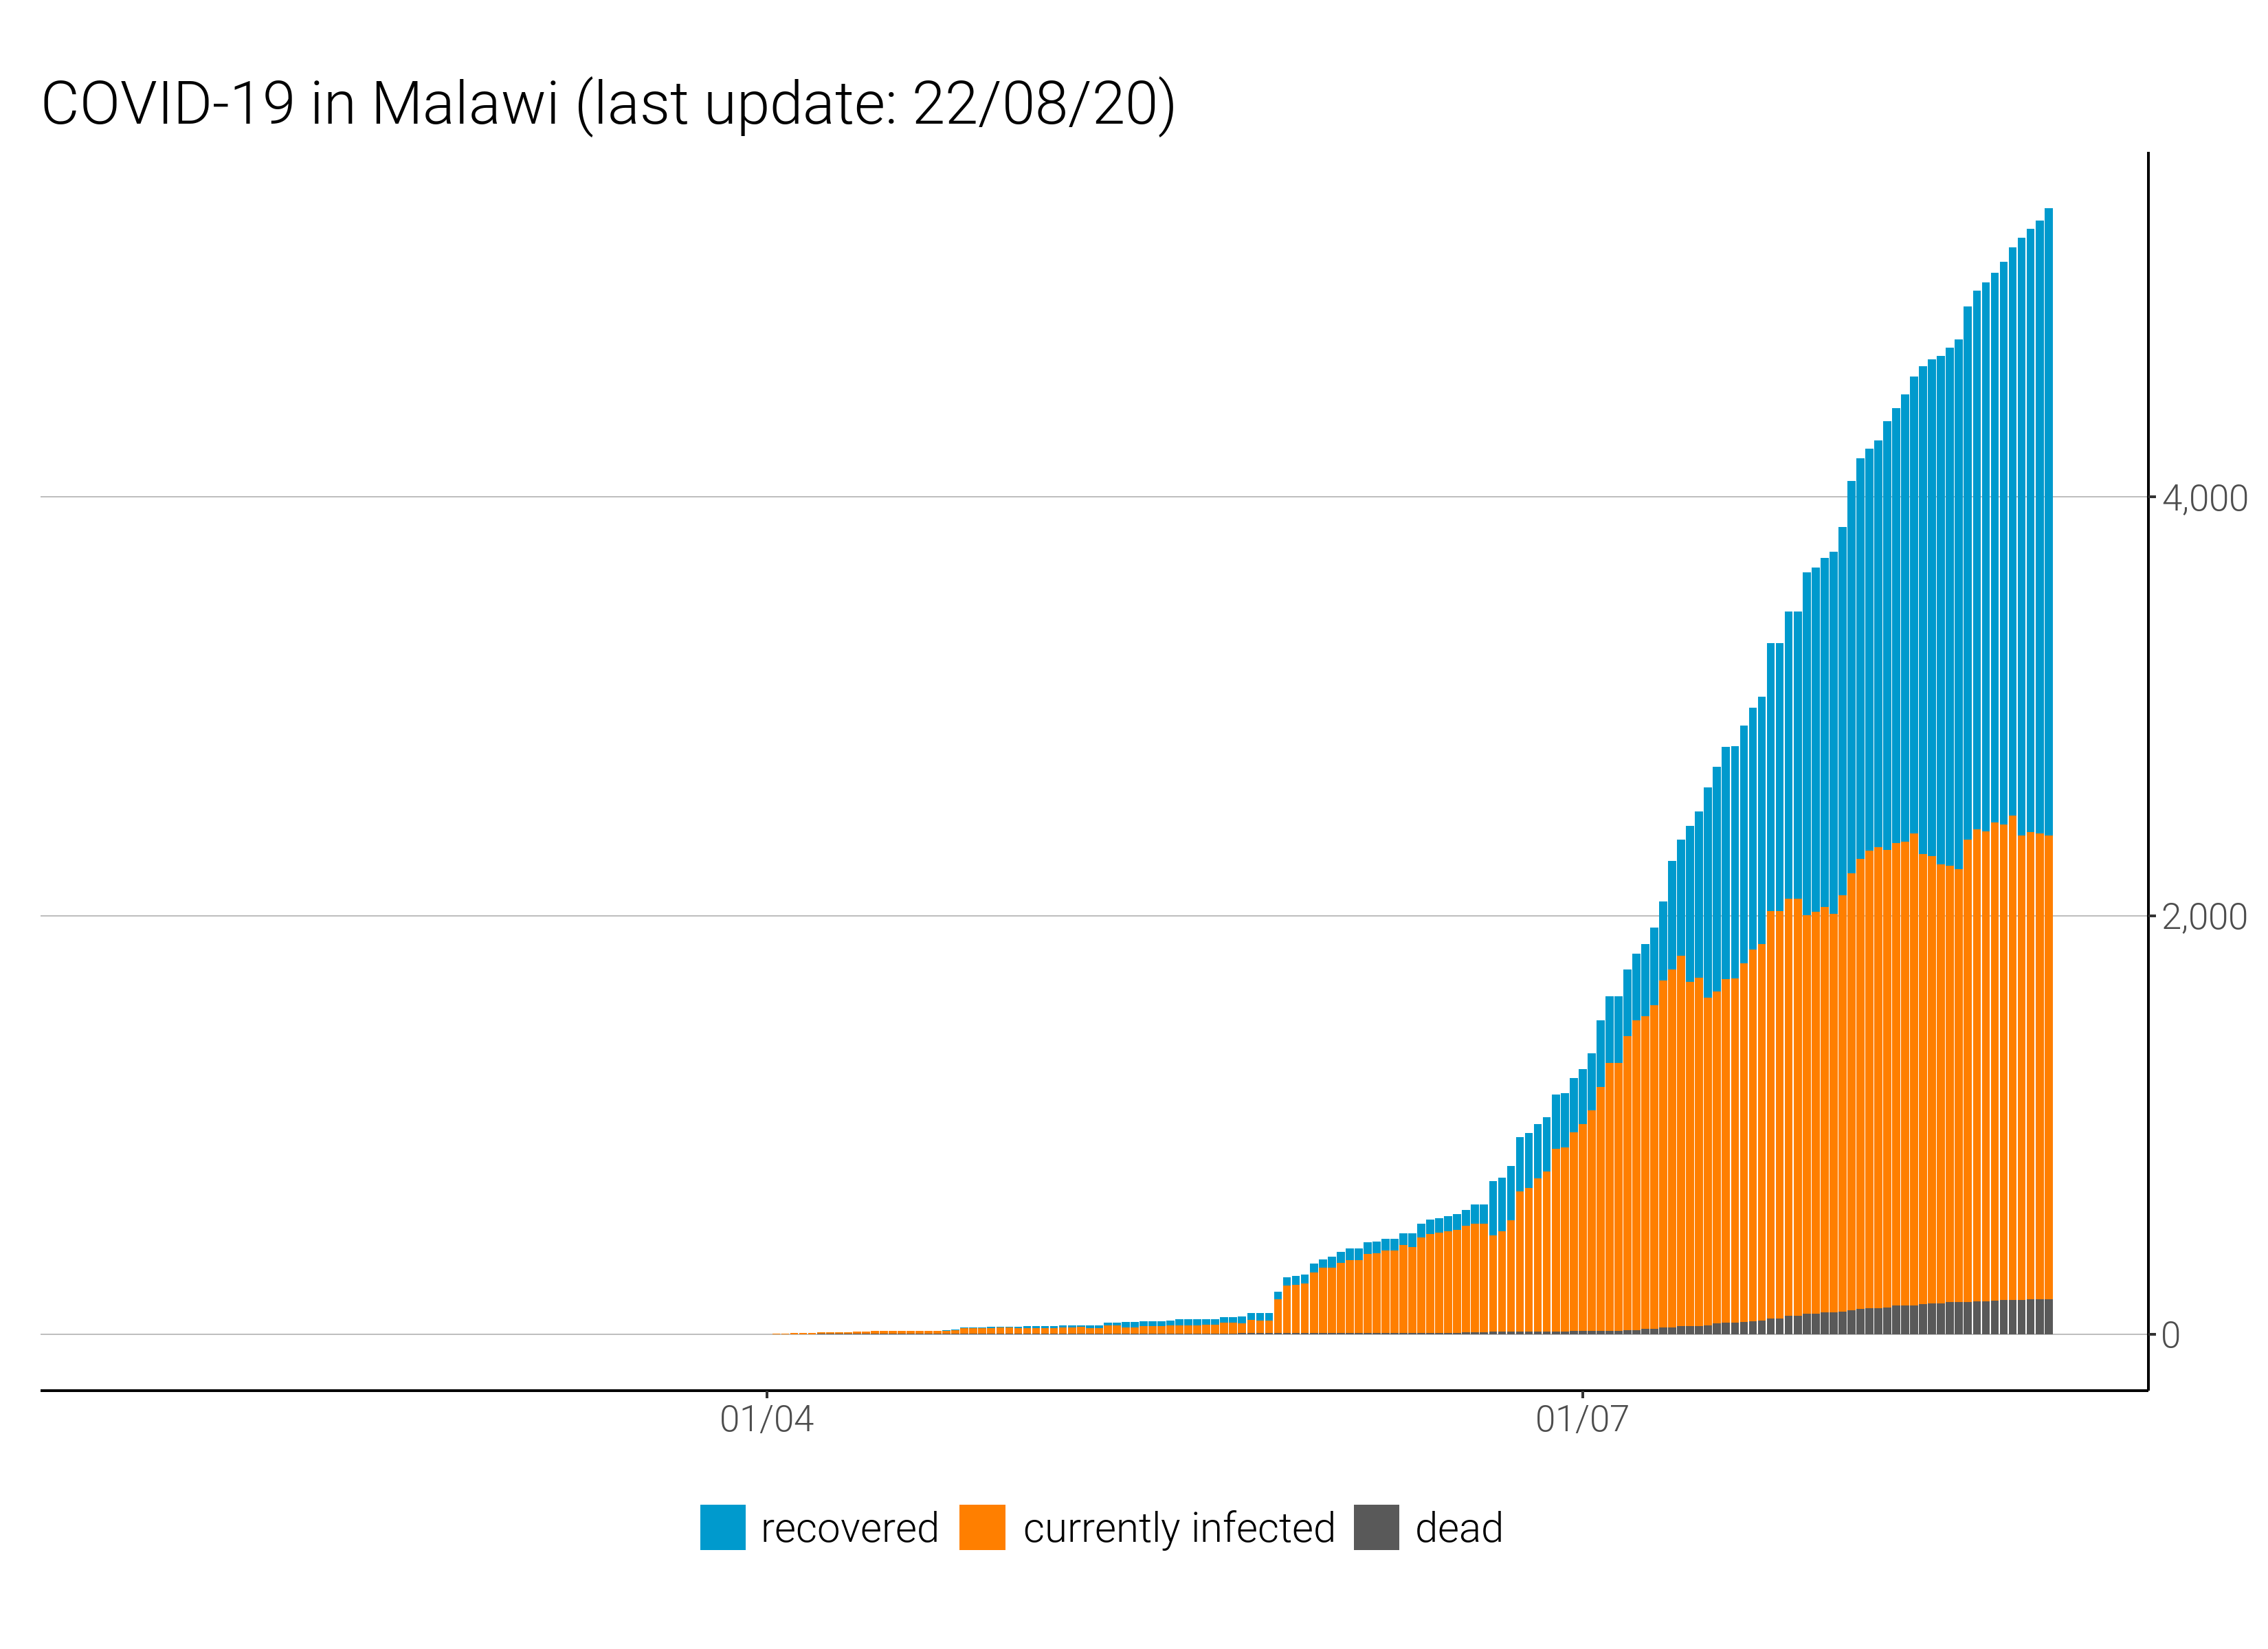 COVID-19 in Malawi (last update: 22/08/20)
4,000
2,000
0
01/04 01/07
recovered currently infected dead